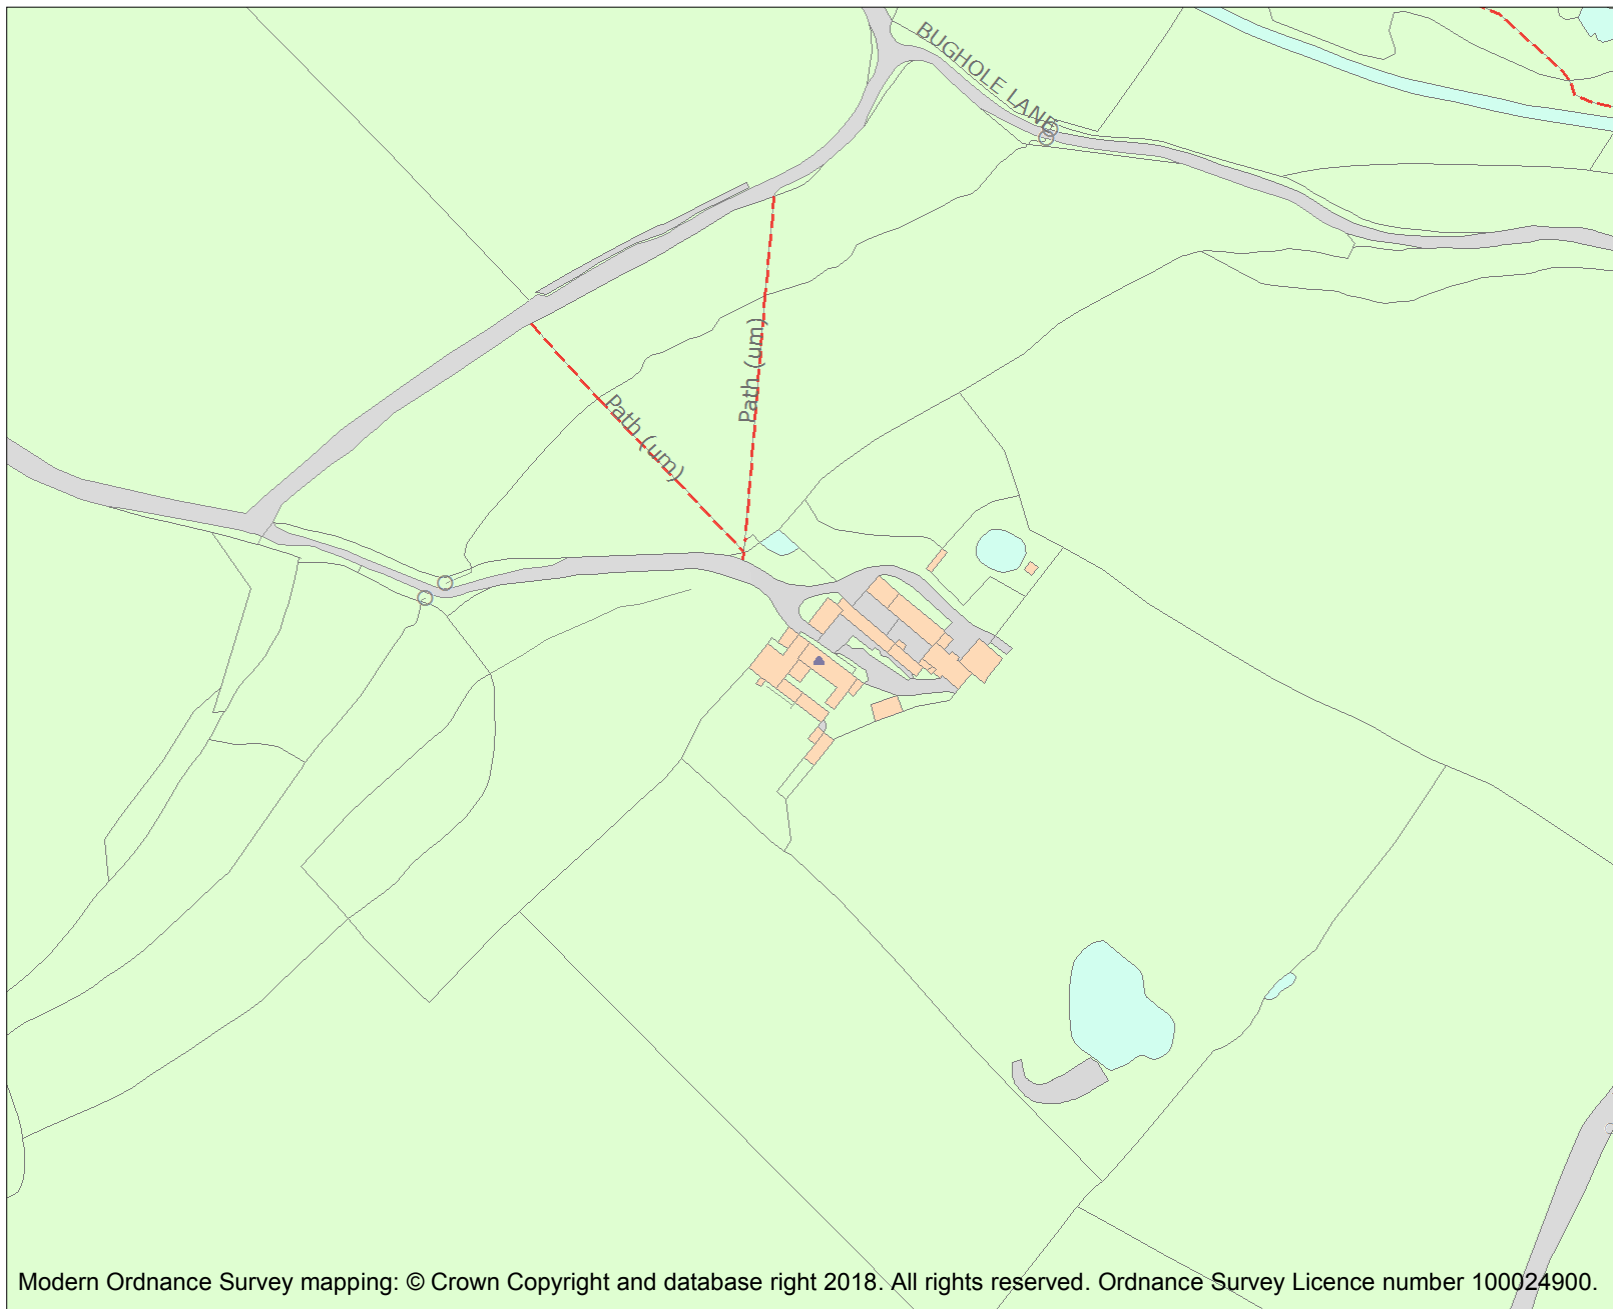 BUGHOLE LANE
Path (um)
Path (um)
Modern Ordnance Survey mapping: © Crown Copyright and database right 2018. All rights reserved. Ordnance Survey Licence number 100024900.